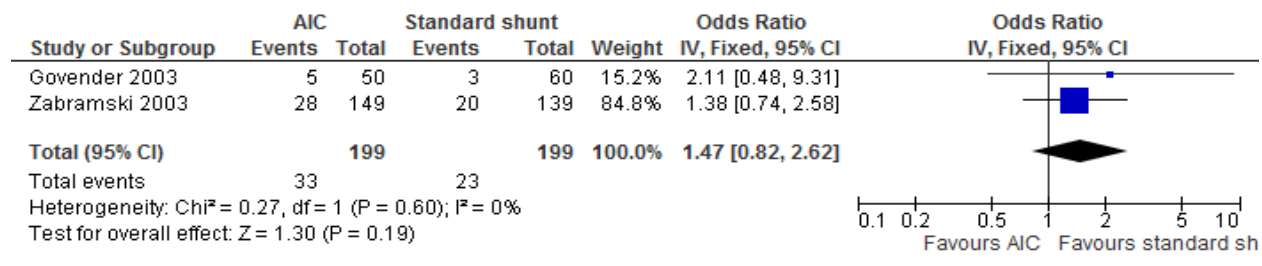 AIC Standard shunt Odds Ratio Odds Ratio
Study or Subgroup Events Total Events Total Weight IV, Fixed, 95% CI IV, Fixed, 95% CI
Govender 2003 5 50 3 60 15.2% 2.11 [0.48, 9.31]
Zabramski 2003 28 149 20 139 84.8% 1.38 [0.74, 2.58]
Total (95% CI) 199 199 100.0% 1.47 [0.82, 2.62]
Total events 33 23
Heterogeneity: Chi² = 0.27, df = 1 (P = 0.60); I² = 0%
Test for overall effect: Z = 1.30 (P = 0.19)
0.1 0.2 0.5 1 2 5 10
Favours AIC Favours standard sh